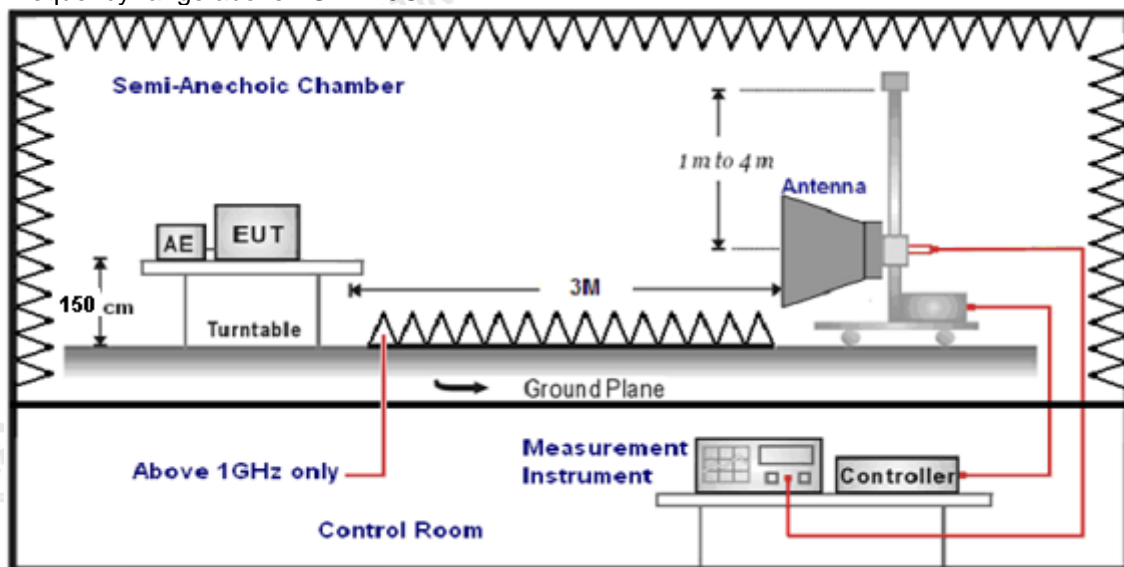 Semi-Anechoic Chamber
1 m to 4 m
Antenna
AE
EUT
150 cm
3M
Turntable
Ground Plane
Above 1GHz only
Measurement
Instrument
Controller
Control Room